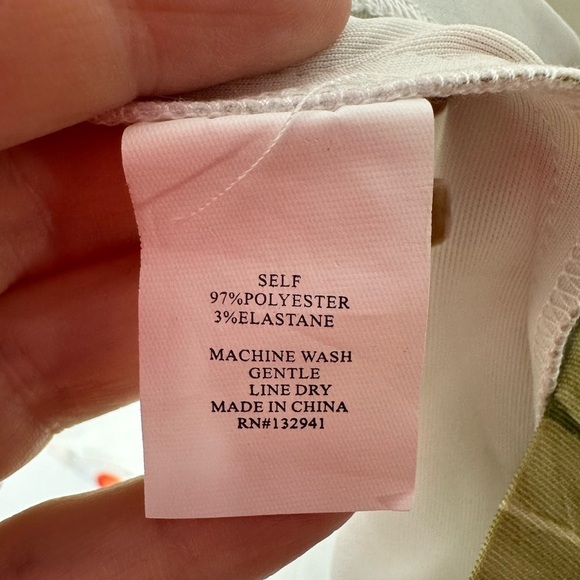 SELF
97%POLYESTER
3%ELASTANE
MACHINE WASH
GENTLE
LINE DRY
MADE IN CHINA
RN#132941